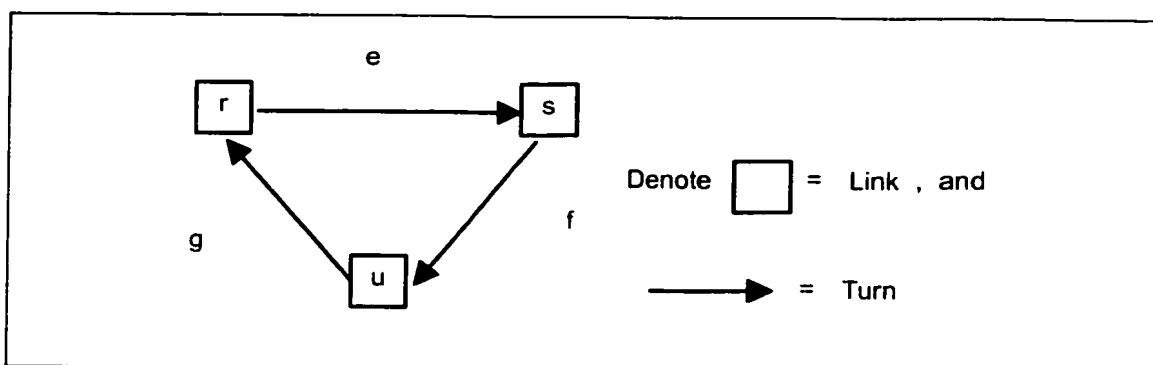 e
r
s
Denote = Link , and
g
f
u
= Turn